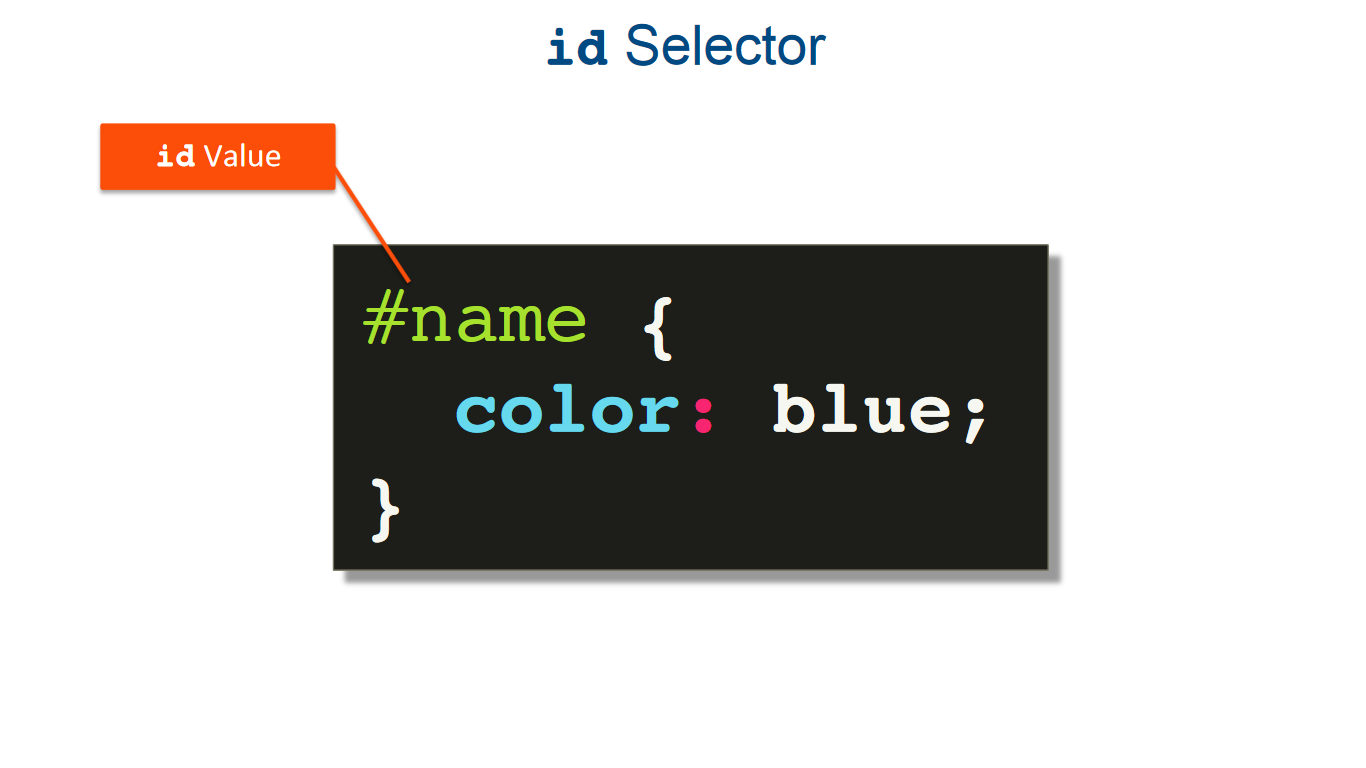 id Selector
id Value
#name {
  color: blue;
}